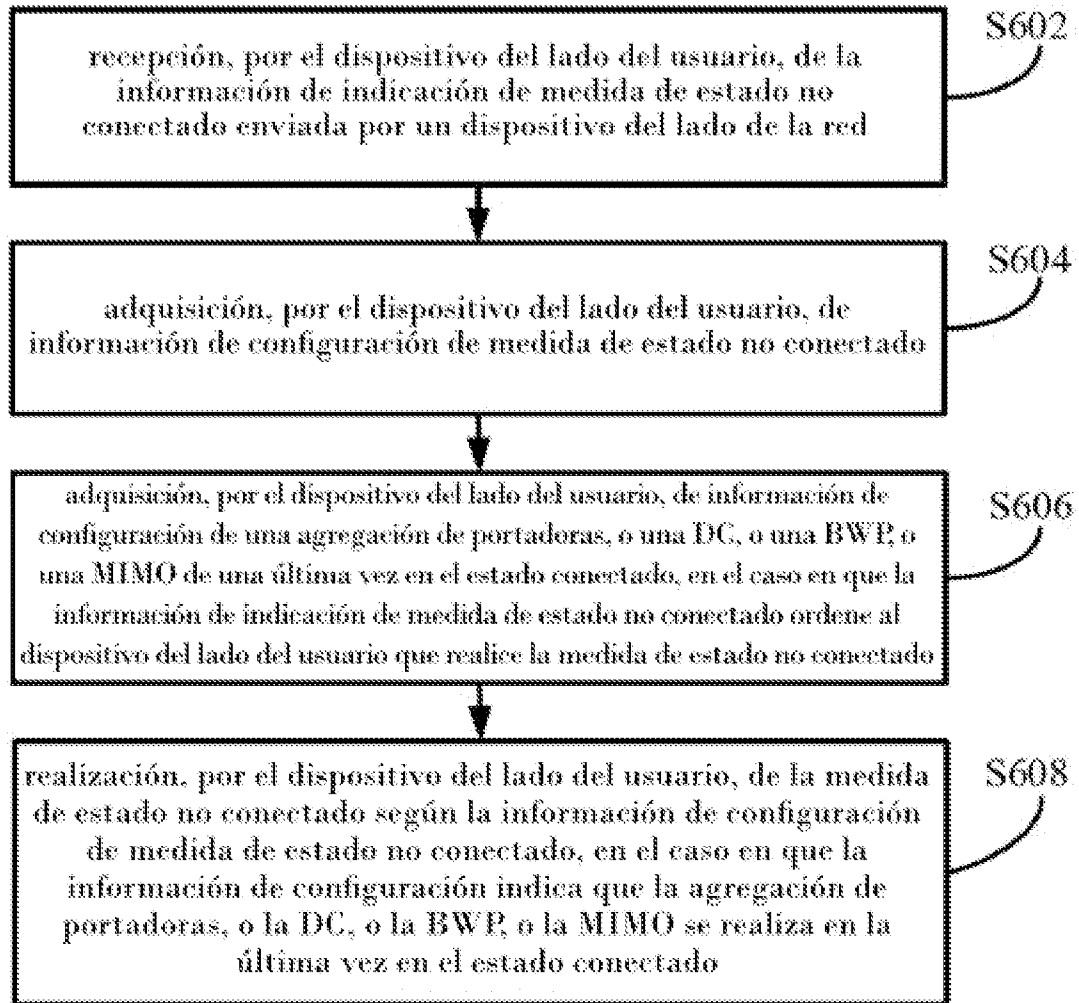 S602
recepción, por el dispositivo del lado del usuario, de la
información de indicación de medida de estado no
conectado enviada por un dispositivo del lado de la red
S604
adquisición, por el dispositivo del lado del usuario, de
información de configuración de medida de estado no conectado
S606
adquisición, por el dispositivo del lado del usuario, de información de
configuración de una agregación de portadoras, o una DC, o una BWP, o
una MIMO de una última vez en el estado conectado, en el caso en que la
información de indicación de medida de estado no conectado ordene al
dispositivo del lado del usuario que realice la medida de estado no conectado
S608
realización, por el dispositivo del lado del usuario, de la medida
de estado no conectado según la información de configuración
de medida de estado no conectado, en el caso en que la
información de configuración indica que la agregación de
portadoras, o la DC, o la BWP, o la MIMO se realiza en la
última vez en el estado conectado